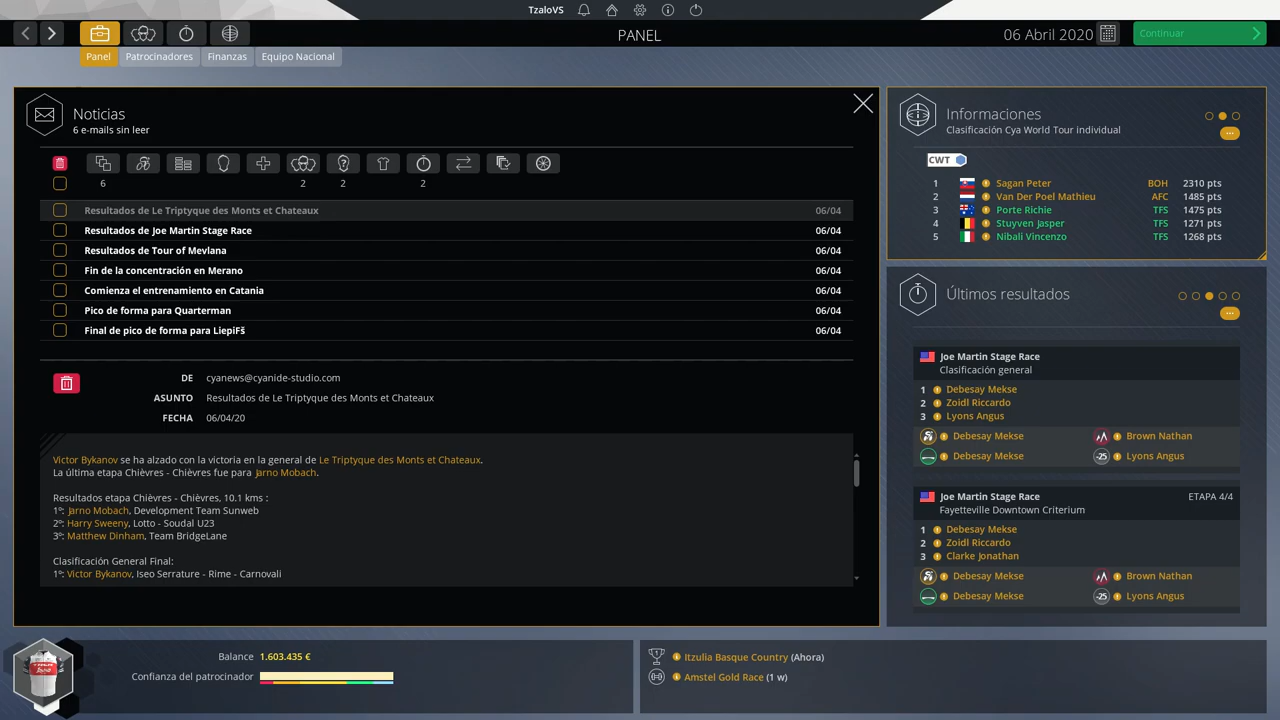 TzaloVS
PANEL
06 Abril 2020
Continuar
Panel
Patrocinadores
Finanzas
Equipo Nacional
Noticias
6 e-mails sin leer
6
2
2
2
Resultados de Le Triptyque des Monts et Chateaux 06/04
Resultados de Joe Martin Stage Race 06/04
Resultados de Tour of Mevlana 06/04
Fin de la concentración en Merano 06/04
Comienza el entrenamiento en Catania 06/04
Pico de forma para Quarterman 06/04
Final de pico de forma para LiepiFš 06/04
DE cyanews@cyanide-studio.com
ASUNTO Resultados de Le Triptyque des Monts et Chateaux
FECHA 06/04/20
Victor Bykanov se ha alzado con la victoria en la general de Le Triptyque des Monts et Chateaux.
La última etapa Chièvres - Chièvres fue para Jarno Mobach.
Resultados etapa Chièvres - Chièvres, 10.1 kms :
1º: Jarno Mobach, Development Team Sunweb
2º: Harry Sweeny, Lotto - Soudal U23
3º: Matthew Dinham, Team BridgeLane
Clasificación General Final:
1º: Victor Bykanov, Iseo Serrature - Rime - Carnovali
Informaciones
Clasificación Cya World Tour individual
CWT
1 Sagan Peter BOH 2310 pts
2 Van Der Poel Mathieu AFC 1485 pts
3 Porte Richie TFS 1475 pts
4 Stuyven Jasper TFS 1271 pts
5 Nibali Vincenzo TFS 1268 pts
Últimos resultados
Joe Martin Stage Race
Clasificación general
1 Debesay Mekse
2 Zoidl Riccardo
3 Lyons Angus
Debesay Mekse Brown Nathan
Debesay Mekse -25 Lyons Angus
Joe Martin Stage Race ETAPA 4/4
Fayetteville Downtown Criterium
1 Debesay Mekse
2 Zoidl Riccardo
3 Clarke Jonathan
Debesay Mekse Brown Nathan
Debesay Mekse -25 Lyons Angus
Balance 1.603.435 €
Confianza del patrocinador
Itzulia Basque Country (Ahora)
Amstel Gold Race (1 w)